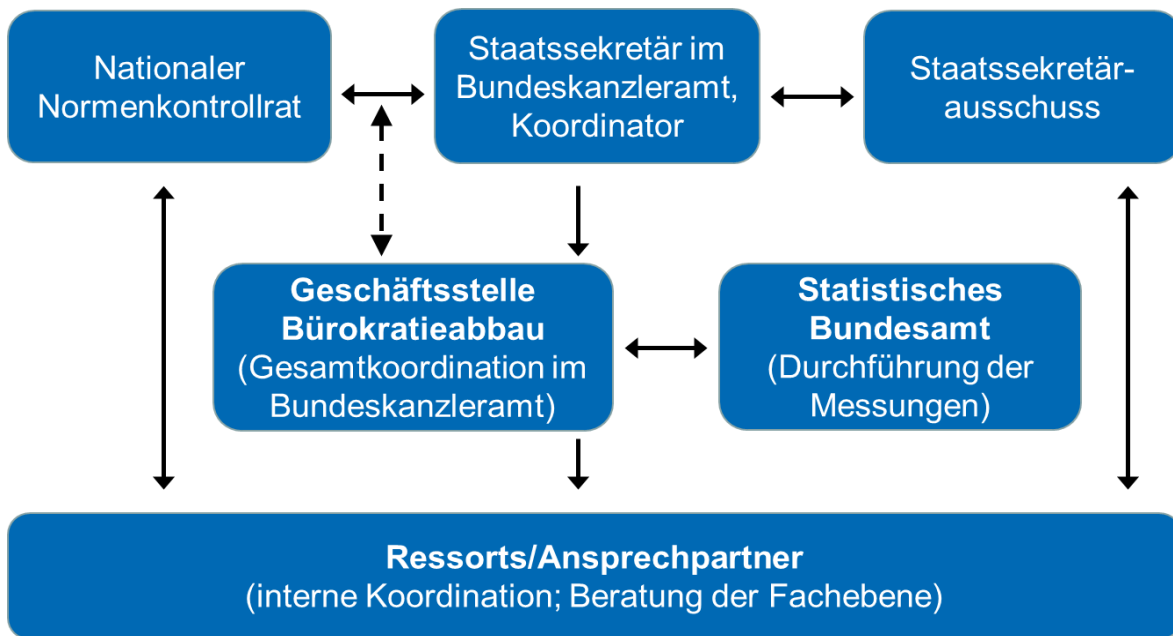 Nationaler
Normenkontrollrat
Staatssekretär im
Bundeskanzleramt,
Koordinator
Staatssekretär-
ausschuss
Geschäftsstelle
Bürokratieabbau
(Gesamtkoordination im
Bundeskanzleramt)
Statistisches
Bundesamt
(Durchführung der
Messungen)
Ressorts/Ansprechpartner
(interne Koordination; Beratung der Fachebene)